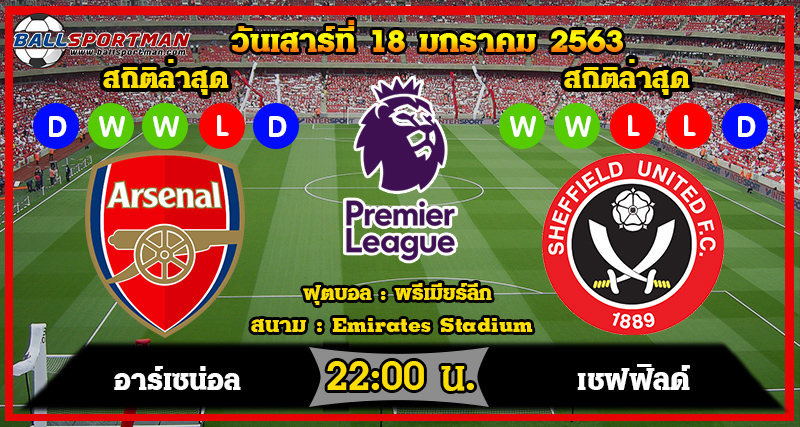 BALLSPORTMAN
www.ballsportman.com
วันเสาร์ที่ 18 มกราคม 2563
สถิติล่าสุด
สถิติล่าสุด
D W W L D
W W L L D
Arsenal
Premier
League
SHEFFIELD UNITED F.C.
1889
ฟุตบอล : พรีเมียร์ลีก
สนาม : Emirates Stadium
อาร์เซน่อล
22:00 น.
เชฟฟิลด์